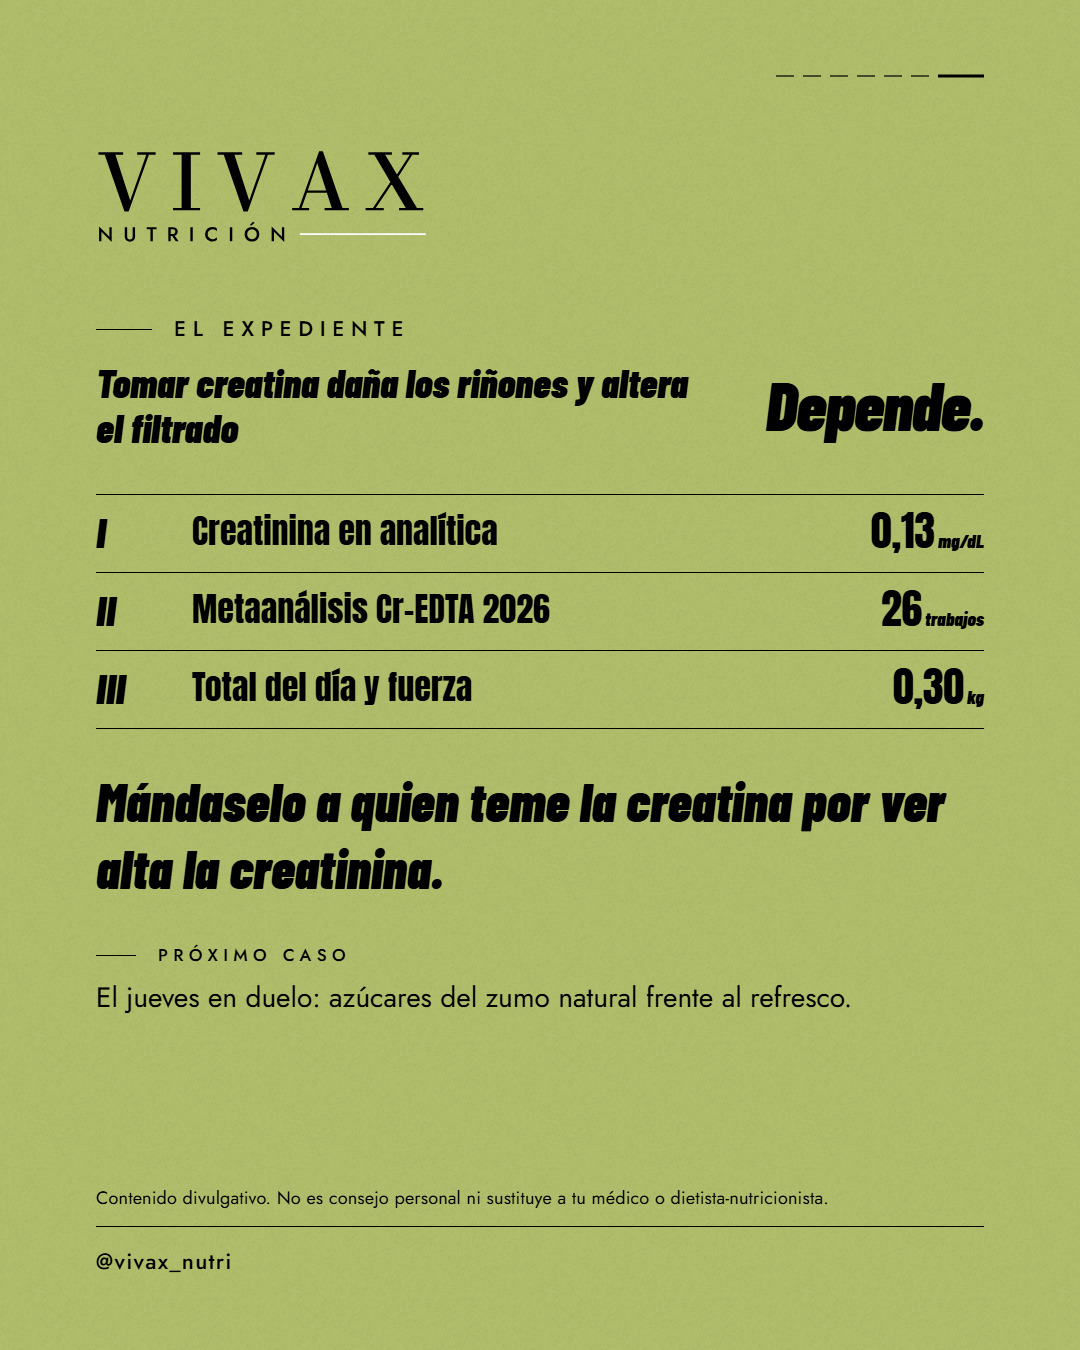 VIVAX
NUTRICIÓN
EL EXPEDIENTE
Tomar creatina daña los riñones y altera
el filtrado
Depende.
I Creatinina en analítica 0,13 mg/dL
II Metaanálisis Cr-EDTA 2026 26 trabajos
III Total del día y fuerza 0,30 kg
Mándaselo a quien teme la creatina por ver
alta la creatinina.
PRÓXIMO CASO
El jueves en duelo: azúcares del zumo natural frente al refresco.
Contenido divulgativo. No es consejo personal ni sustituye a tu médico o dietista-nutricionista.
@vivax_nutri